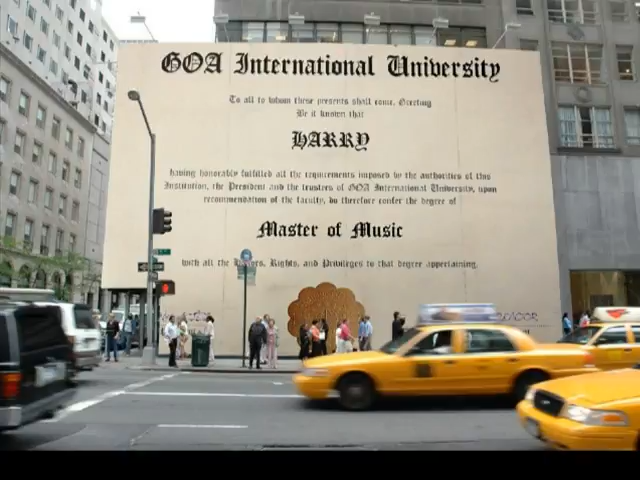 GOA International University
To all to whom these presents shall come, Greeting
Be it known that
HARRY
having honorably fulfilled all the requirements imposed by the authorities of this
Institution, the President and the trustees of GOA International University, upon
recommendation of the faculty, do therefore confer the degree of
Master of Music
with all the Honors, Rights, and Privileges to that degree appertaining.